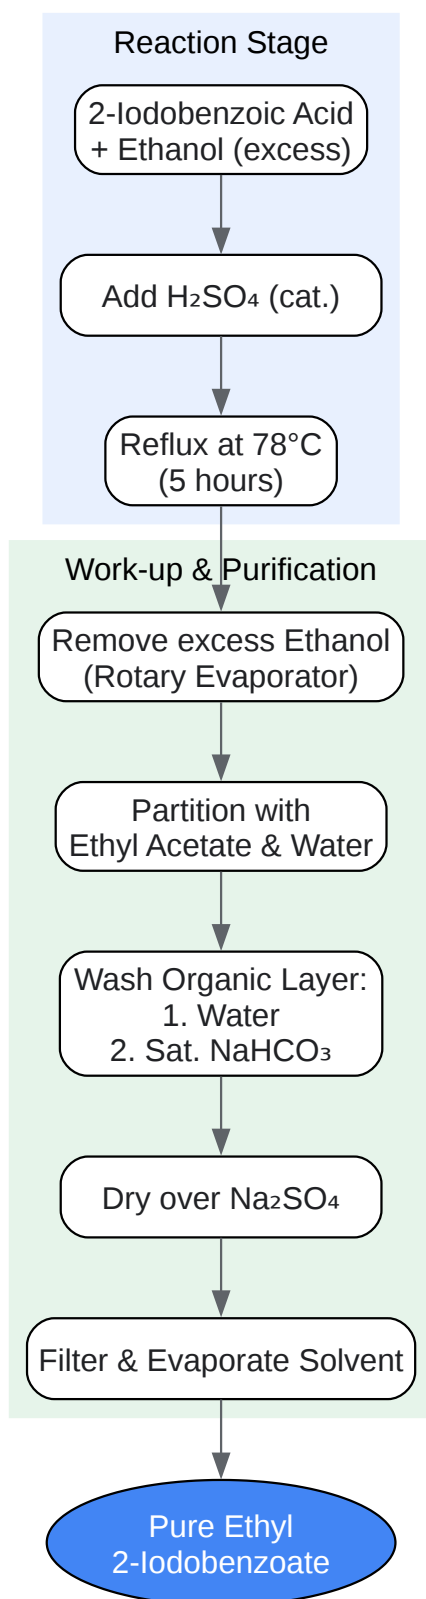 Reaction Stage
2-Iodobenzoic Acid
+ Ethanol (excess)
Add H₂SO₄ (cat.)
Reflux at 78°C
(5 hours)
Work-up & Purification
Remove excess Ethanol
(Rotary Evaporator)
Partition with
Ethyl Acetate & Water
Wash Organic Layer:
1. Water
2. Sat. NaHCO₃
Dry over Na₂SO₄
Filter & Evaporate Solvent
Pure Ethyl
2-Iodobenzoate